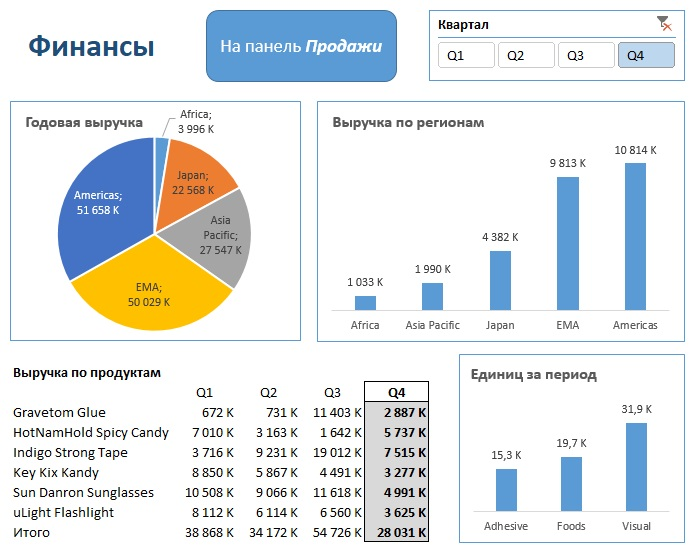 Финансы
На панель Продажи
Квартал
Q1 Q2 Q3 Q4
Годовая выручка
Africa;
3 996 K
Japan;
22 568 K
Asia
Pacific;
27 547 K
EMA;
50 029 K
Americas;
51 658 K
Выручка по регионам
1 033 K 1 990 K 4 382 K 9 813 K 10 814 K
Africa Asia Pacific Japan EMA Americas
Выручка по продуктам
Q1 Q2 Q3 Q4
Gravetom Glue 672 K 731 K 11 403 K 2 887 K
HotNamHold Spicy Candy 7 010 K 3 163 K 1 642 K 5 737 K
Indigo Strong Tape 3 716 K 9 231 K 19 012 K 7 515 K
Key Kix Kandy 8 850 K 5 867 K 4 491 K 3 277 K
Sun Danron Sunglasses 10 508 K 9 066 K 11 618 K 4 991 K
uLight Flashlight 8 112 K 6 114 K 6 560 K 3 625 K
Итого 38 868 K 34 172 K 54 726 K 28 031 K
Единиц за период
15,3 K 19,7 K 31,9 K
Adhesive Foods Visual